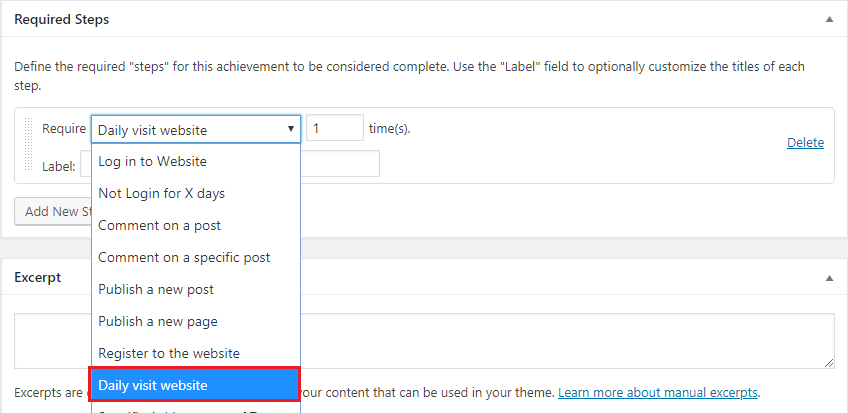 Required Steps
Define the required "steps" for this achievement to be considered complete. Use the "Label" field to optionally customize the titles of each
step.
Require Daily visit website 1 time(s).
Delete
Log in to Website
Label:
Not Login for X days
Add New
Comment on a post
Comment on a specific post
Excerpt
Publish a new post
Publish a new page
Register to the website
Daily visit website
Excerpts are your content that can be used in your theme. Learn more about manual excerpts.